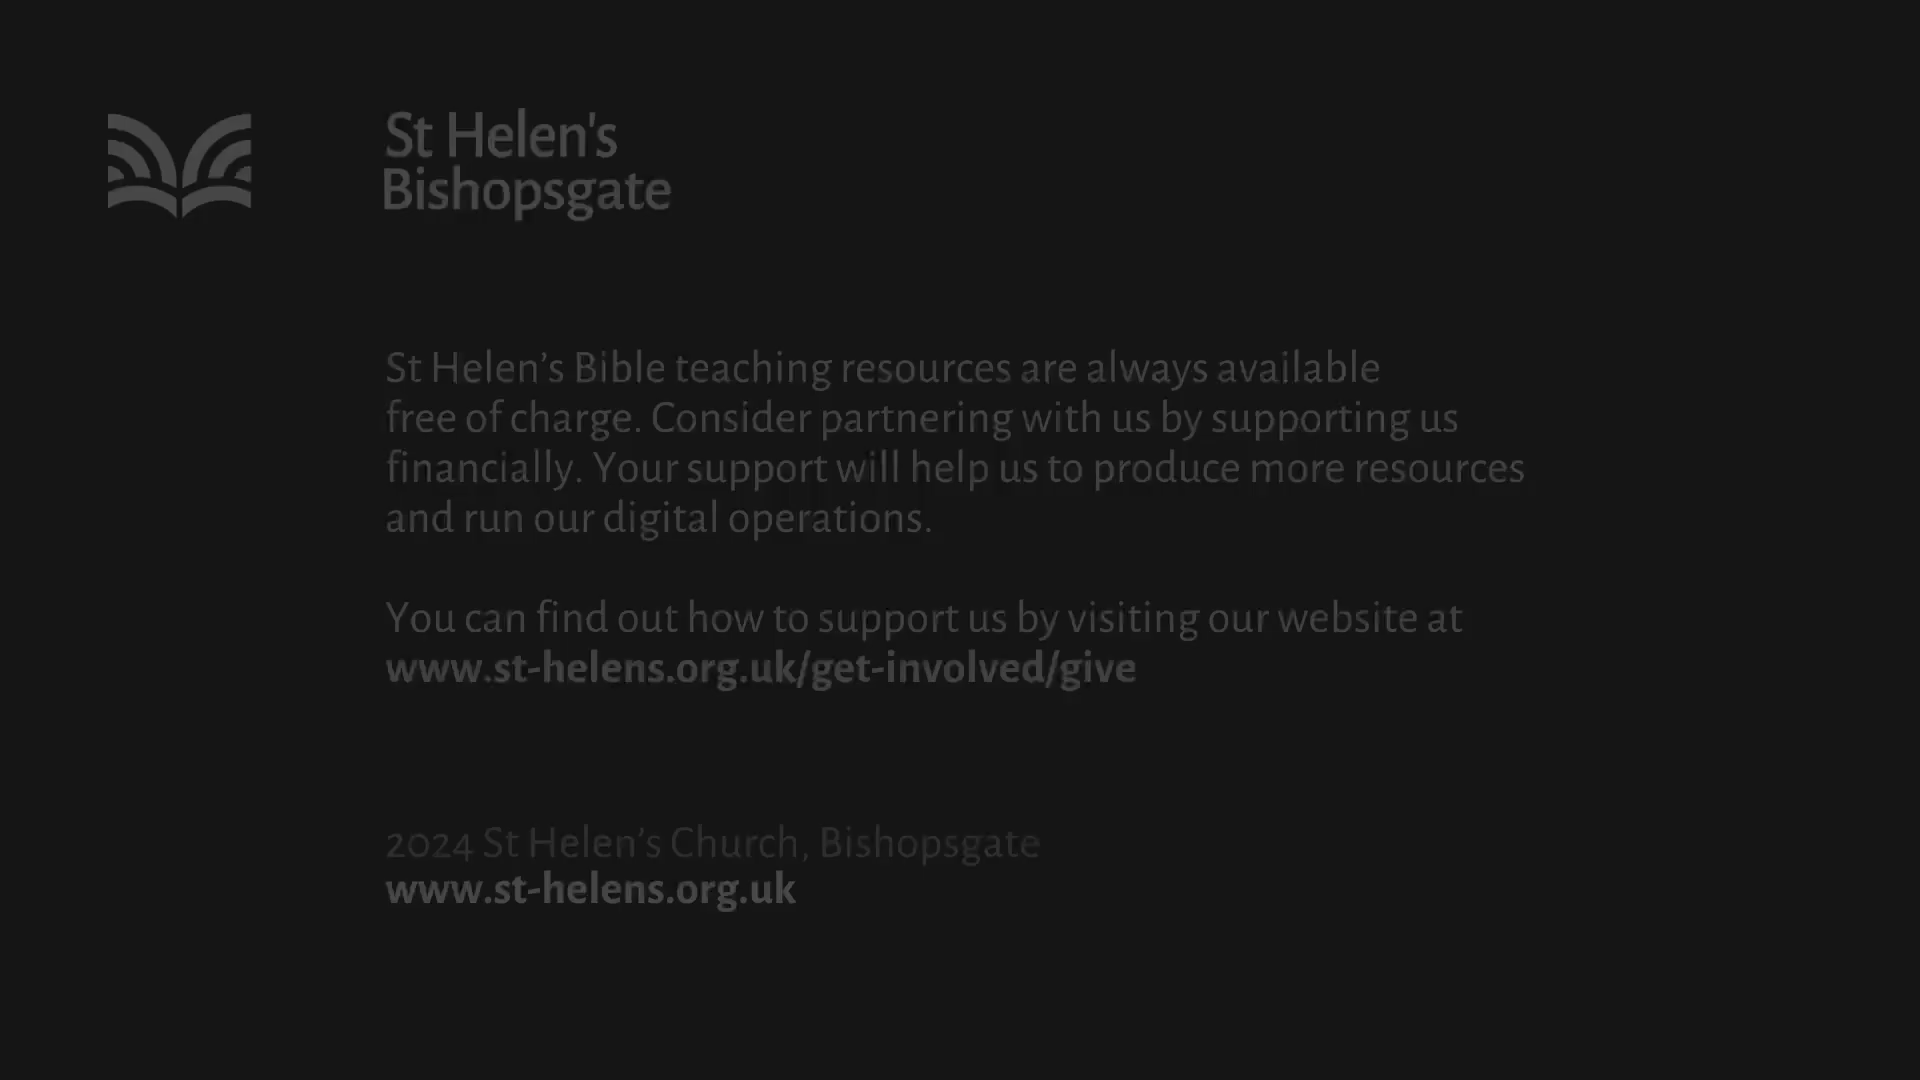 St Helen's
Bishopsgate
St Helen’s Bible teaching resources are always available
free of charge. Consider partnering with us by supporting us
financially. Your support will help us to produce more resources
and run our digital operations.
You can find out how to support us by visiting our website at
www.st-helens.org.uk/get-involved/give
2024 St Helen’s Church, Bishopsgate
www.st-helens.org.uk